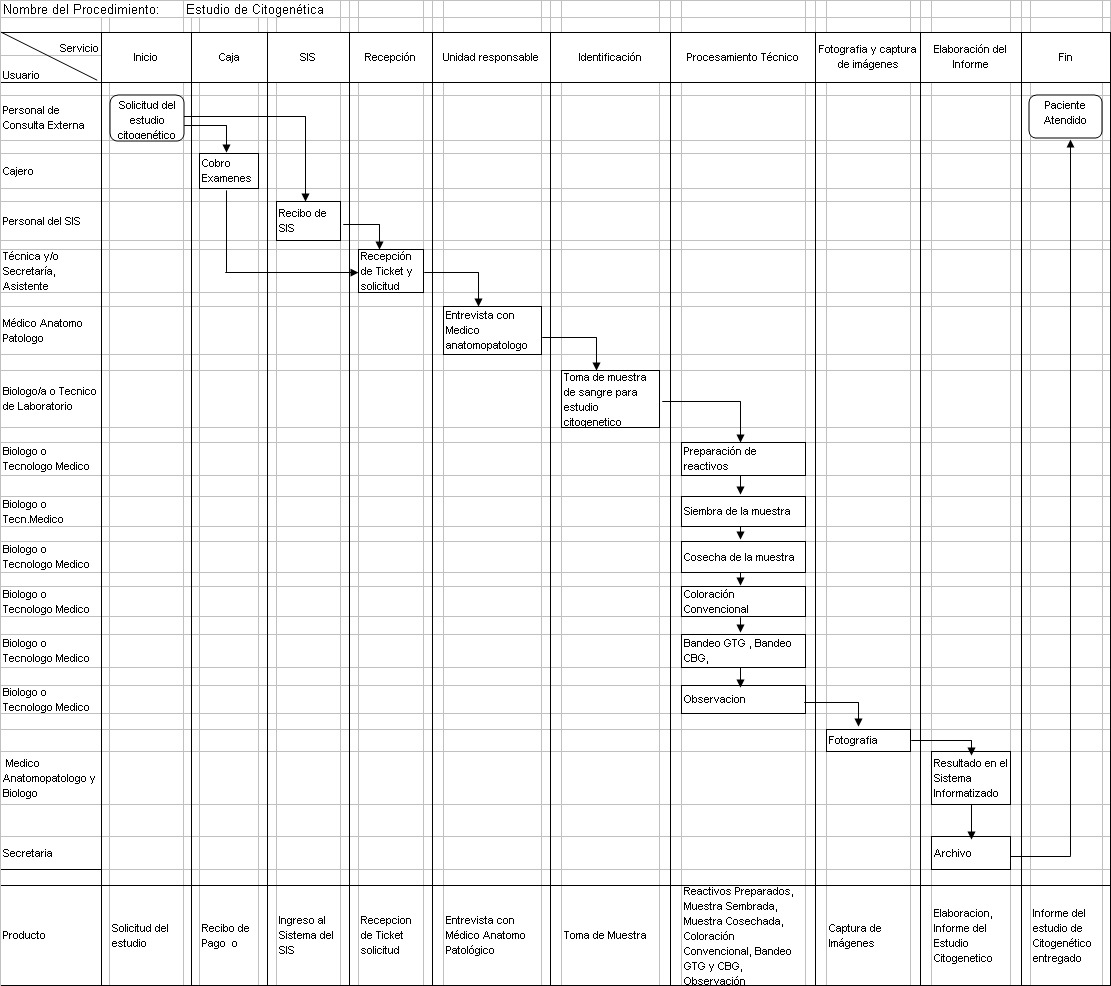 Nombre del Procedimiento: Estudio de Citogenética
Servicio
Usuario
Inicio
Caja
SIS
Recepción
Unidad responsable
Identificación
Procesamiento Técnico
Fotografia y captura
de imágenes
Elaboración del
Informe
Fin
Personal de
Consulta Externa
Solicitud del
estudio
citogenético
Paciente
Atendido
Cajero
Cobro
Examenes
Personal del SIS
Recibo de
SIS
Técnica y/o
Secretaría,
Asistente
Recepción
de Ticket y
solicitud
Médico Anatomo
Patologo
Entrevista con
Medico
anatomopatologo
Biologo/a o Tecnico
de Laboratorio
Toma de muestra
de sangre para
estudio
citogenetico
Biologo o
Tecnologo Medico
Preparación de
reactivos
Biologo o
Tecn.Medico
Siembra de la muestra
Biologo o
Tecnologo Medico
Cosecha de la muestra
Biologo o
Tecnologo Medico
Coloración
Convencional
Biologo o
Tecnologo Medico
Bandeo GTG , Bandeo
CBG,
Biologo o
Tecnologo Medico
Observacion
Fotografia
Medico
Anatomopatologo y
Biologo
Resultado en el
Sistema
Informatizado
Secretaria
Archivo
Producto
Solicitud del
estudio
Recibo de
Pago o
Ingreso al
Sistema del
SIS
Recepcion
de Ticket
solicitud
Entrevista con
Médico Anatomo
Patológico
Toma de Muestra
Reactivos Preparados,
Muestra Sembrada,
Muestra Cosechada,
Coloración
Convencional, Bandeo
GTG y CBG,
Observación
Captura de
Imágenes
Elaboracion,
Informe del
Estudio
Citogenetico
Informe del
estudio de
Citogenético
entregado